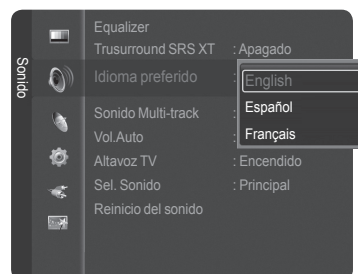 Sonido
Equalizer
Trusurround SRS XT : Apagado
Idioma preferido :
English
Español
Français
Sonido Multi-track :
Vol.Auto :
Altavoz TV : Encendido
Sel. Sonido : Principal
Reinicio del sonido